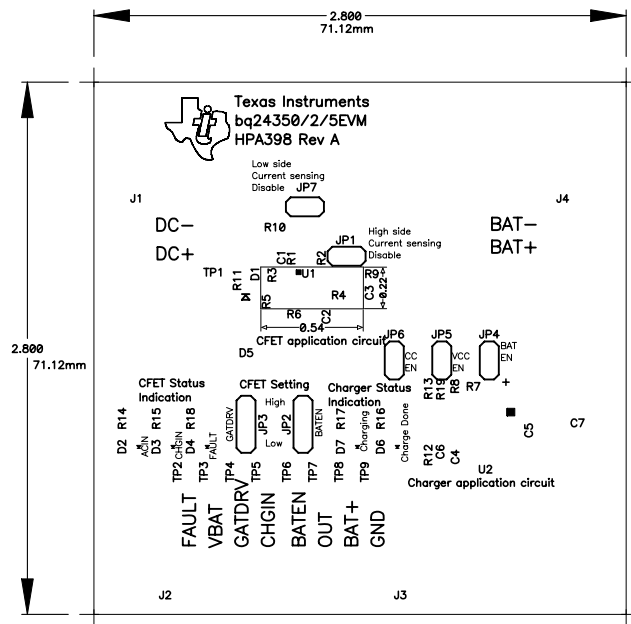 2.800
71.12mm
Texas Instruments
bq24350/2/5EVM
HPA398 Rev A
Low side
Current sensing
Disable
JP7
J1
J4
DC-
DC+
BAT-
BAT+
R10
High side
Current sensing
Disable
JP1
TP1
R11
D1
R3
C1
R1
R2
U1
R9
R5
R4
C3
0.22
R6
C2
0.54
CFET application circuit
2.800
71.12mm
D5
JP6
CC
EN
JP5
VCC
EN
JP4
BAT
EN
+
CFET Status
Indication
CFET Setting
Charger Status
Indication
R13
R19
R8
R7
High
Low
R14
D2
ACIN
R15
D3
CHGIN
R18
D4
FAULT
GATDRV
JP3
JP2
BATEN
R17
D7
Charging
R16
D6
Charge Done
R12
C6
C4
C5
C7
U2
Charger application circuit
TP2
TP3
TP4
TP5
TP6
TP7
TP8
TP9
FAULT
VBAT
GATDRV
CHGIN
BATEN
OUT
BAT+
GND
J2
J3